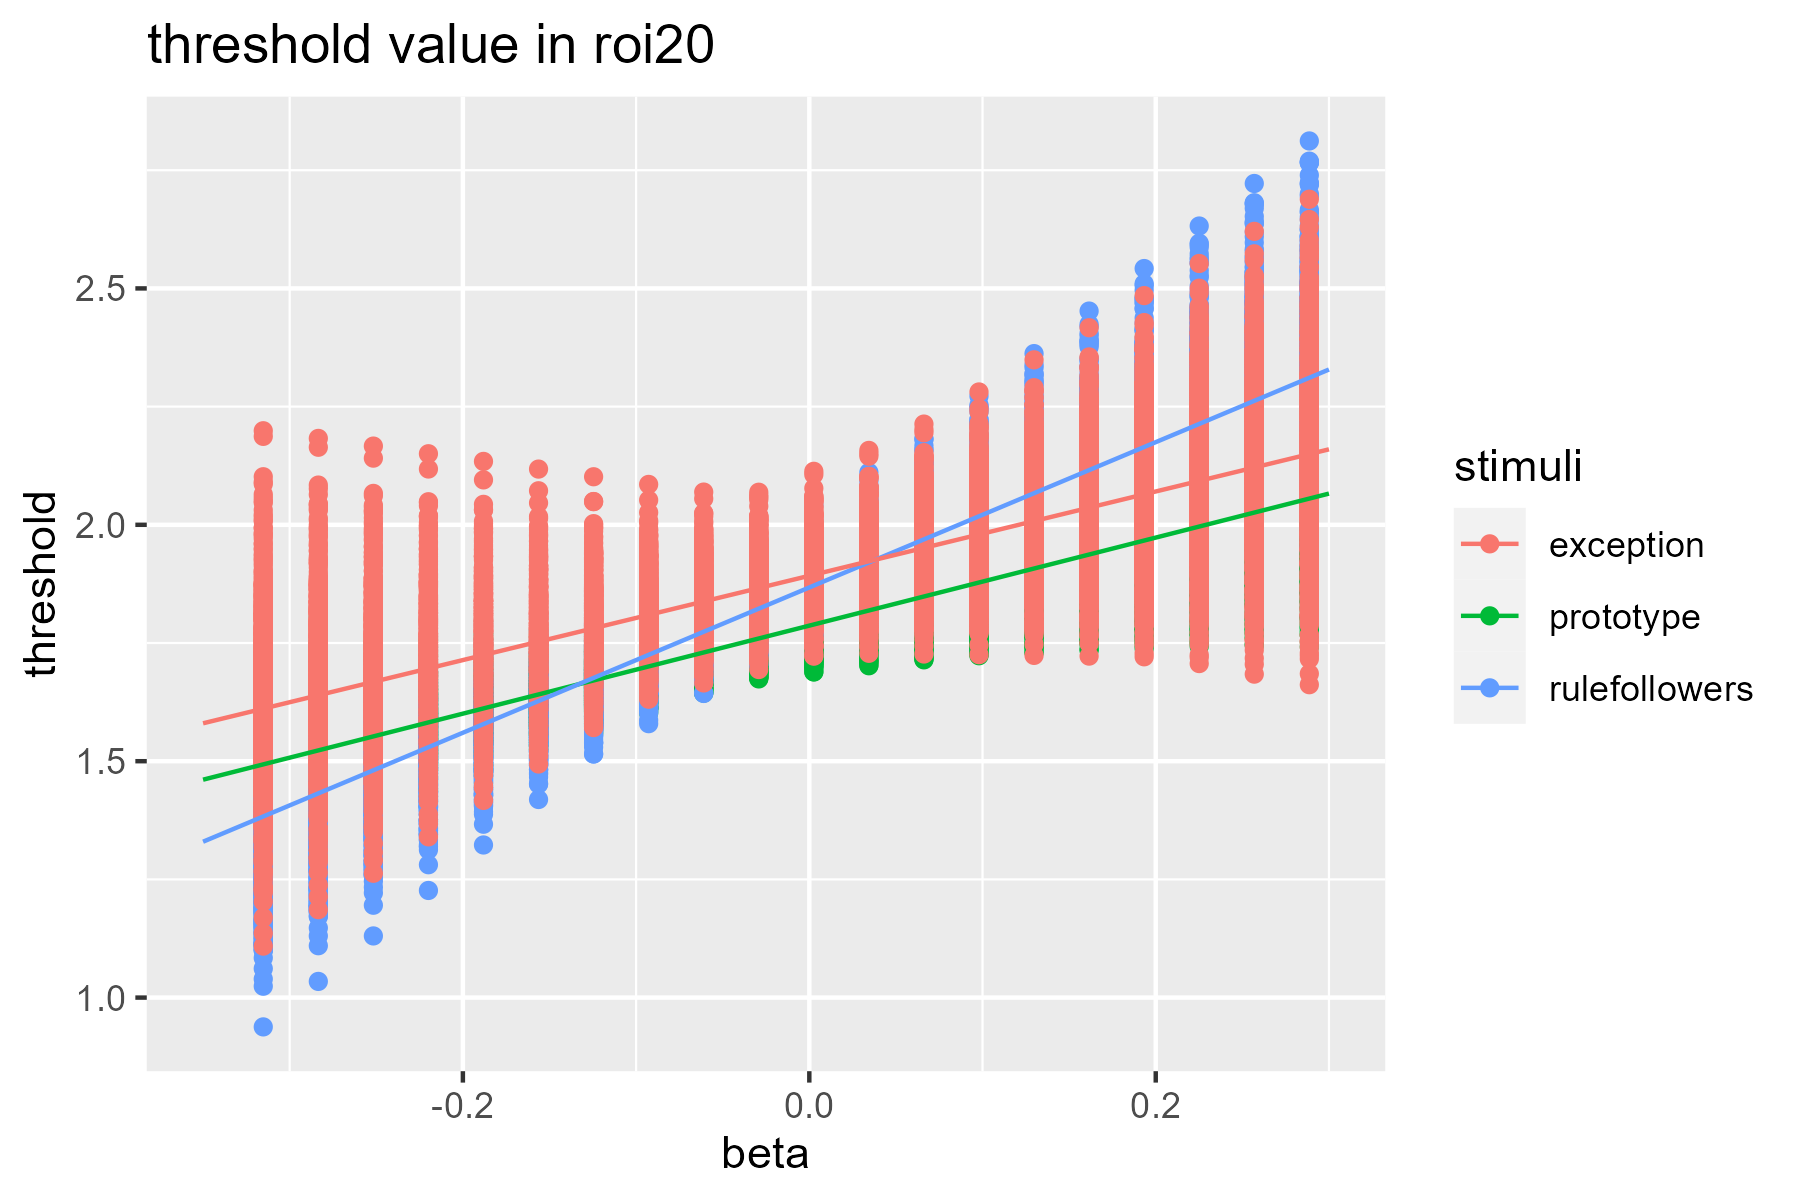 threshold value in roi20
threshold
2.5
2.0
1.5
1.0
-0.2
0.0
0.2
beta
stimuli
exception
prototype
rulefollowers